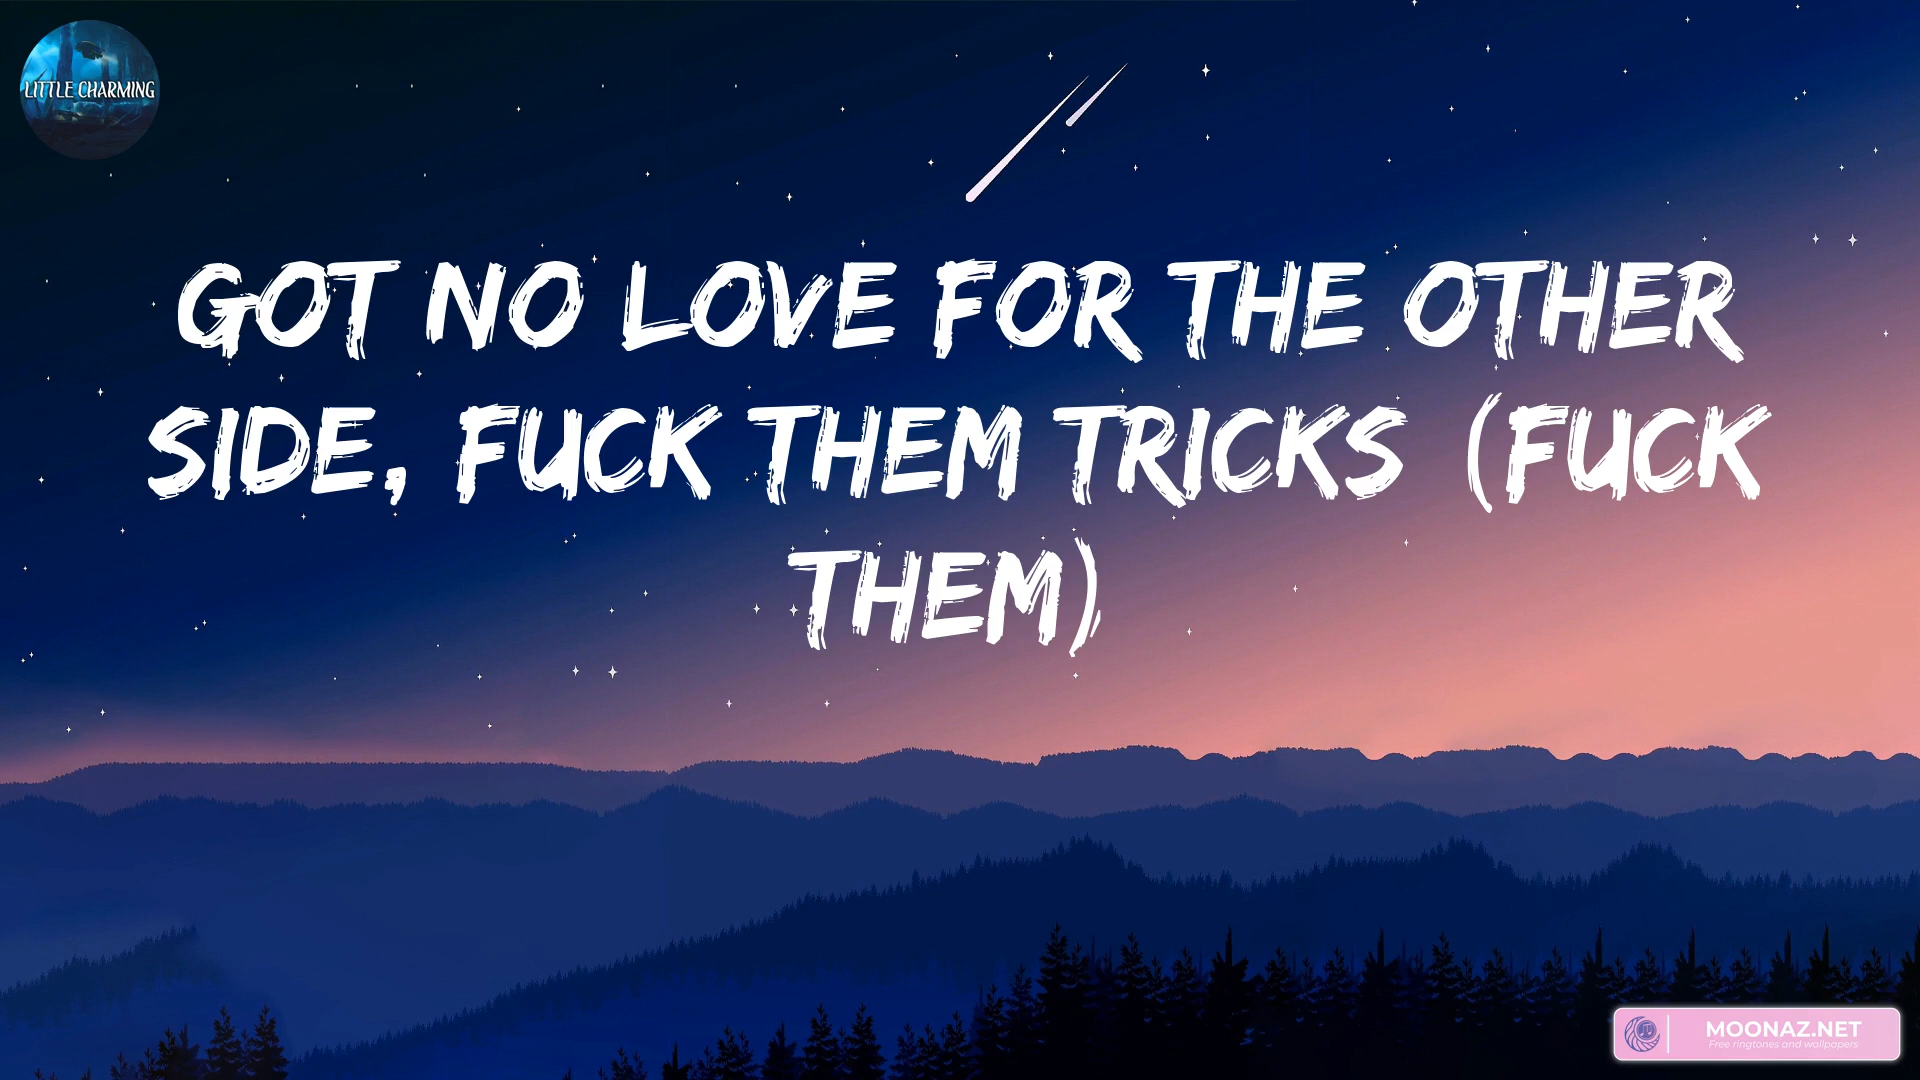 LITTLE CHARMING
GOT NO LOVE FOR THE OTHER
SIDE, FUCK THEM TRICKS (FUCK
THEM)
MOONAZ.NET
Free ringtones and wallpapers